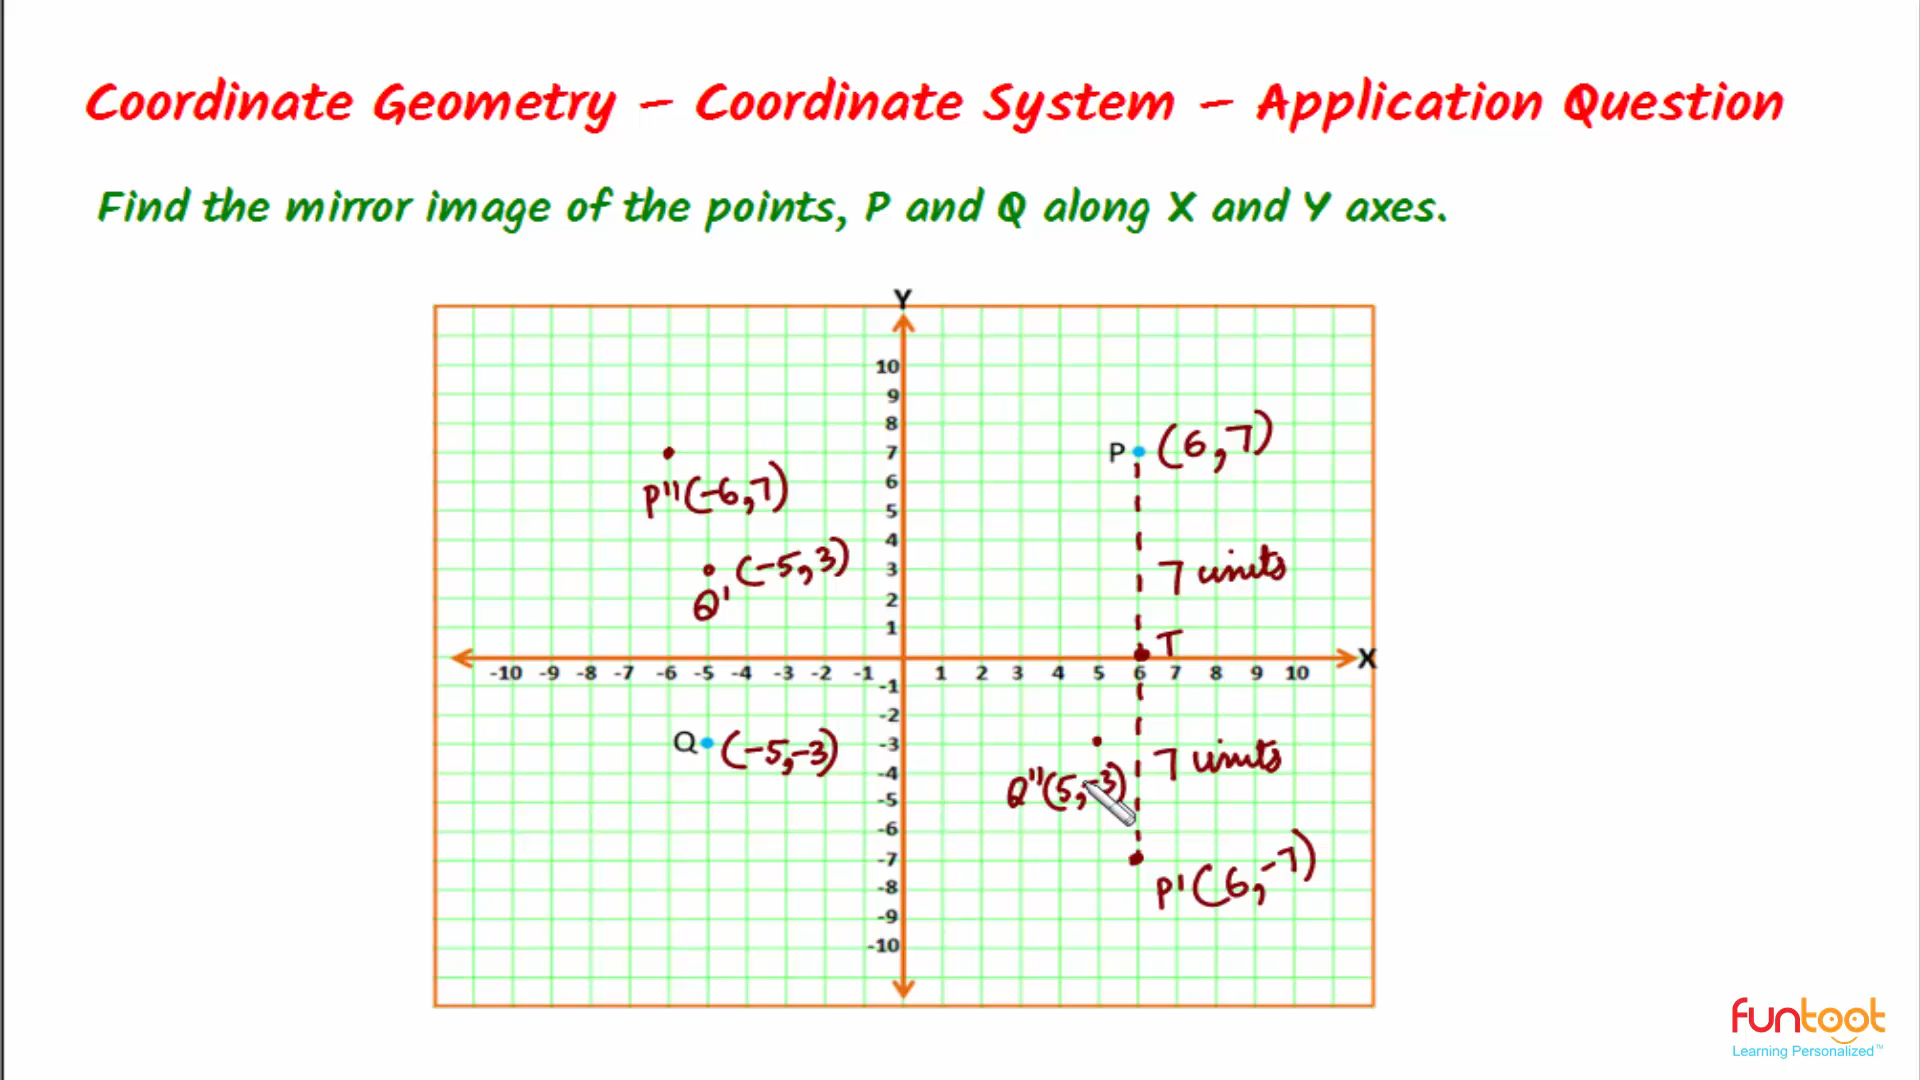 Coordinate Geometry – Coordinate System – Application Question
Find the mirror image of the points, P and Q along X and Y axes.
Y
10
9
8
7
6
5
4
3
2
1
P (6,7)
P''(-6,7)
(-5,3)
Q'
7 units
T
X
-10 -9 -8 -7 -6 -5 -4 -3 -2 -1 1 2 3 4 5 6 7 8 9 10
-1
-2
-3
-4
-5
-6
-7
-8
-9
-10
Q (-5,-3)
7 units
Q''(5,-3)
P'(6,-7)
funtoot
Learning Personalized™